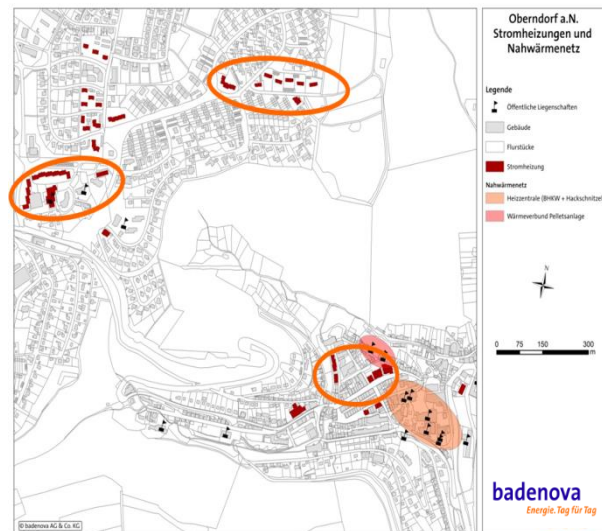 Oberndorf a.N.
Stromheizungen und
Nahwärmenetz
Legende
Öffentliche Liegenschaften
Gebäude
Flurstücke
Stromheizung
Nahwärmenetz
Heizzentrale (BHKW + Hackschnitzel
Wärmeverbund Pelletsanlage
N
0 75 150 300
m
badenova
Energie. Tag für Tag
© badenova AG & Co. KG